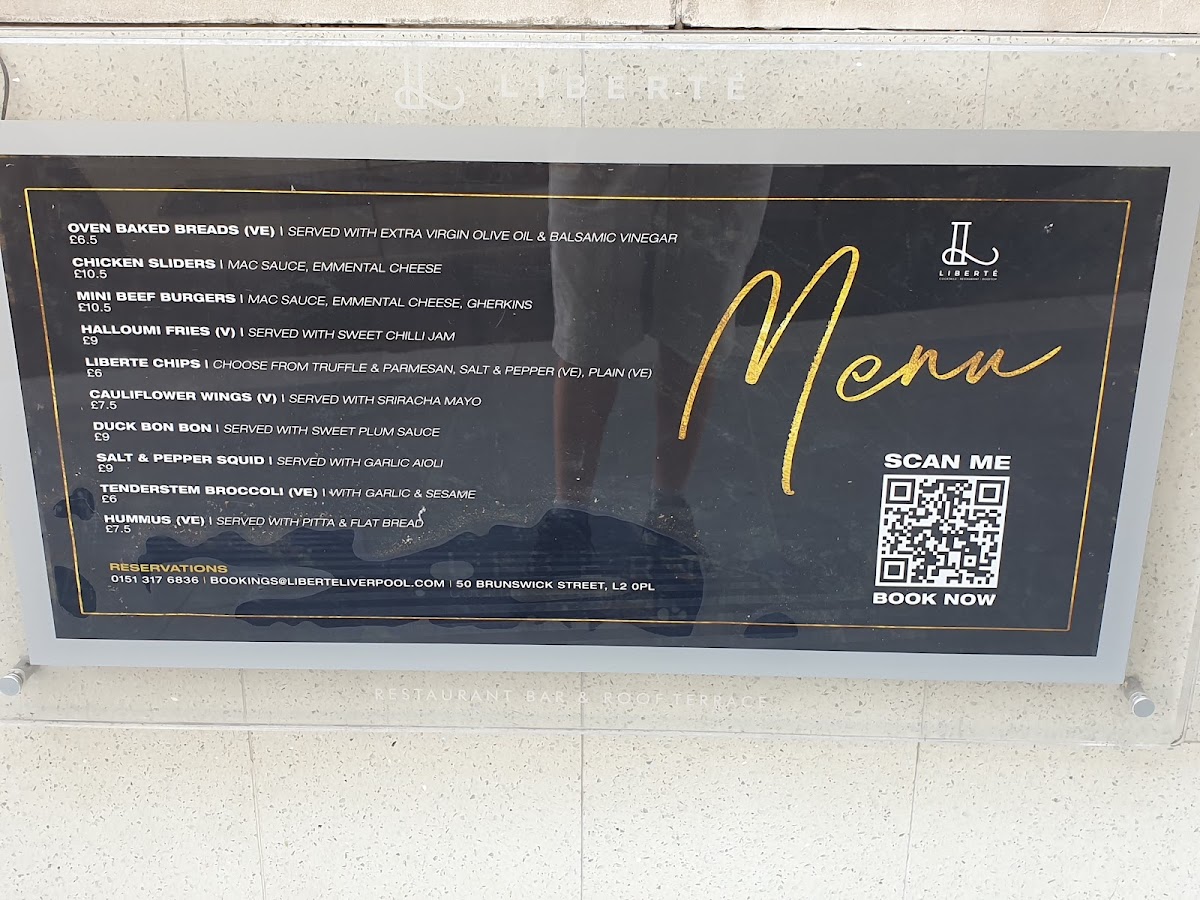 LIBERTÉ
OVEN BAKED BREADS (VE) | SERVED WITH EXTRA VIRGIN OLIVE OIL & BALSAMIC VINEGAR
£6.5
CHICKEN SLIDERS | MAC SAUCE, EMMENTAL CHEESE
£10.5
MINI BEEF BURGERS | MAC SAUCE, EMMENTAL CHEESE, GHERKINS
£10.5
HALLOUMI FRIES (V) | SERVED WITH SWEET CHILLI JAM
£9
LIBERTE CHIPS | CHOOSE FROM TRUFFLE & PARMESAN, SALT & PEPPER (VE), PLAIN (VE)
£6
CAULIFLOWER WINGS (V) | SERVED WITH SRIRACHA MAYO
£7.5
DUCK BON BON | SERVED WITH SWEET PLUM SAUCE
£9
SALT & PEPPER SQUID | SERVED WITH GARLIC AIOLI
£9
TENDERSTEM BROCCOLI (VE) | WITH GARLIC & SESAME
£6
HUMMUS (VE) | SERVED WITH PITTA & FLAT BREAD
£7.5
RESERVATIONS
0151 317 6836 | BOOKINGS@LIBERTELIVERPOOL.COM | 50 BRUNSWICK STREET, L2 0PL
LIBERTÉ
Menu
SCAN ME
BOOK NOW
RESTAURANT BAR & ROOF TERRACE